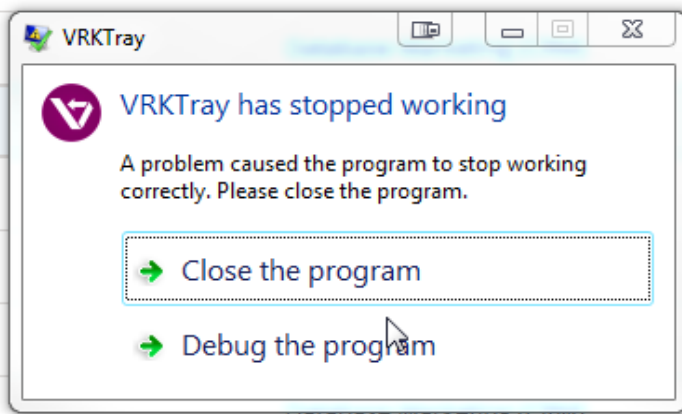 VRKTray
VRKTray has stopped working
A problem caused the program to stop working
correctly. Please close the program.
Close the program
Debug the program